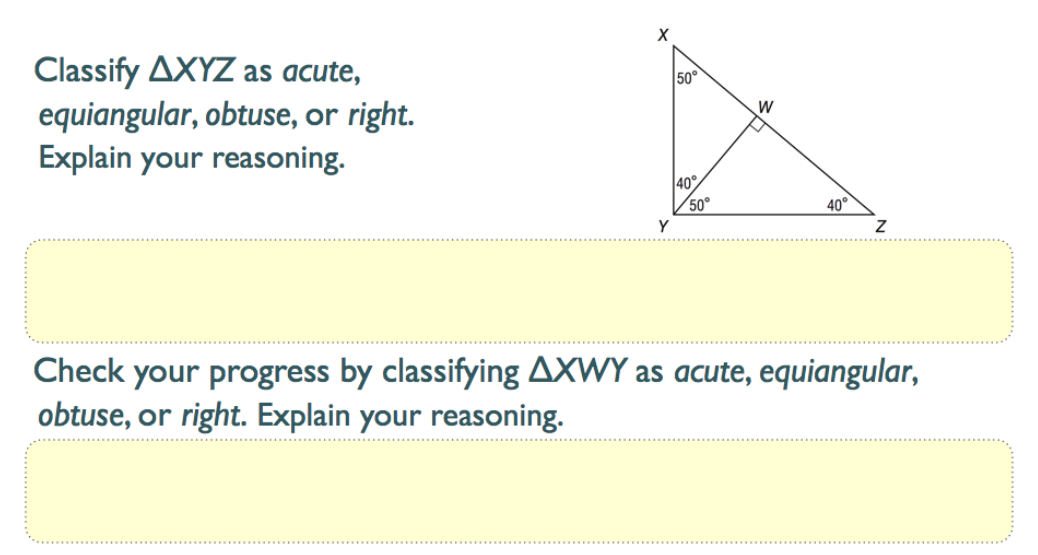 Classify ΔXYZ as acute,
equiangular, obtuse, or right.
Explain your reasoning.
X
50°
W
40°
50°
40°
Y
Z
Check your progress by classifying ΔXWY as acute, equiangular,
obtuse, or right. Explain your reasoning.